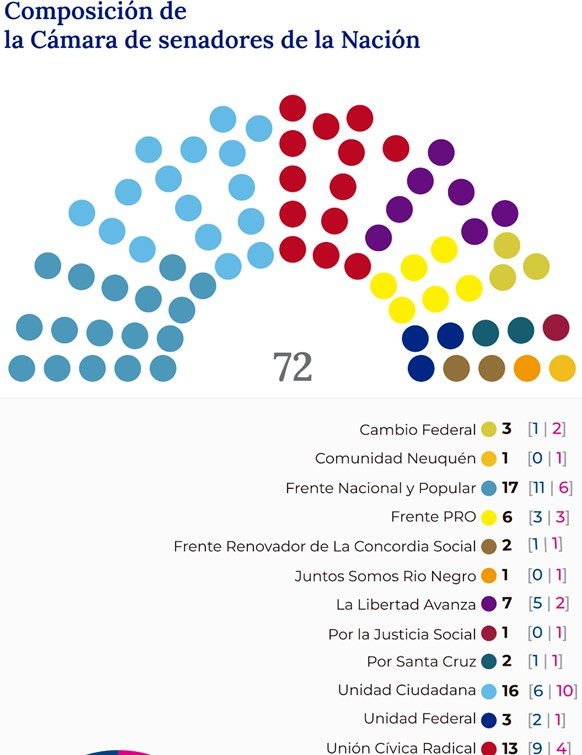 Composición de
la Cámara de senadores de la Nación
72
Cambio Federal 3 [1 | 2]
Comunidad Neuquén 1 [0 | 1]
Frente Nacional y Popular 17 [11 | 6]
Frente PRO 6 [3 | 3]
Frente Renovador de La Concordia Social 2 [1 | 1]
Juntos Somos Rio Negro 1 [0 | 1]
La Libertad Avanza 7 [5 | 2]
Por la Justicia Social 1 [0 | 1]
Por Santa Cruz 2 [1 | 1]
Unidad Ciudadana 16 [6 | 10]
Unidad Federal 3 [2 | 1]
Unión Cívica Radical 13 [9 | 4]